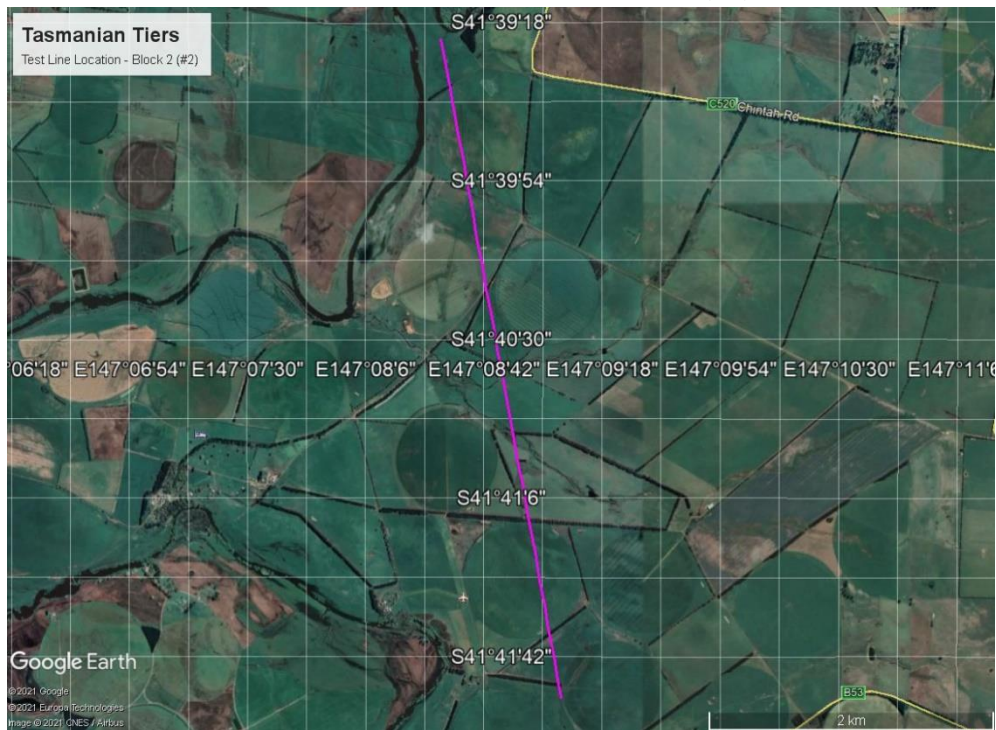 Tasmanian Tiers
Test Line Location - Block 2 (#2)
S41°39'18"
C520 Chintah Rd
S41°39'54"
S41°40'30"
°06'18" E147°06'54" E147°07'30" E147°08'6" E147°08'42" E147°09'18" E147°09'54" E147°10'30" E147°11'6
S41°41'6"
S41°41'42"
Google Earth
©2021 Google
©2021 Europa Technologies
Image ©2021 CNES / Airbus
B53
2 km